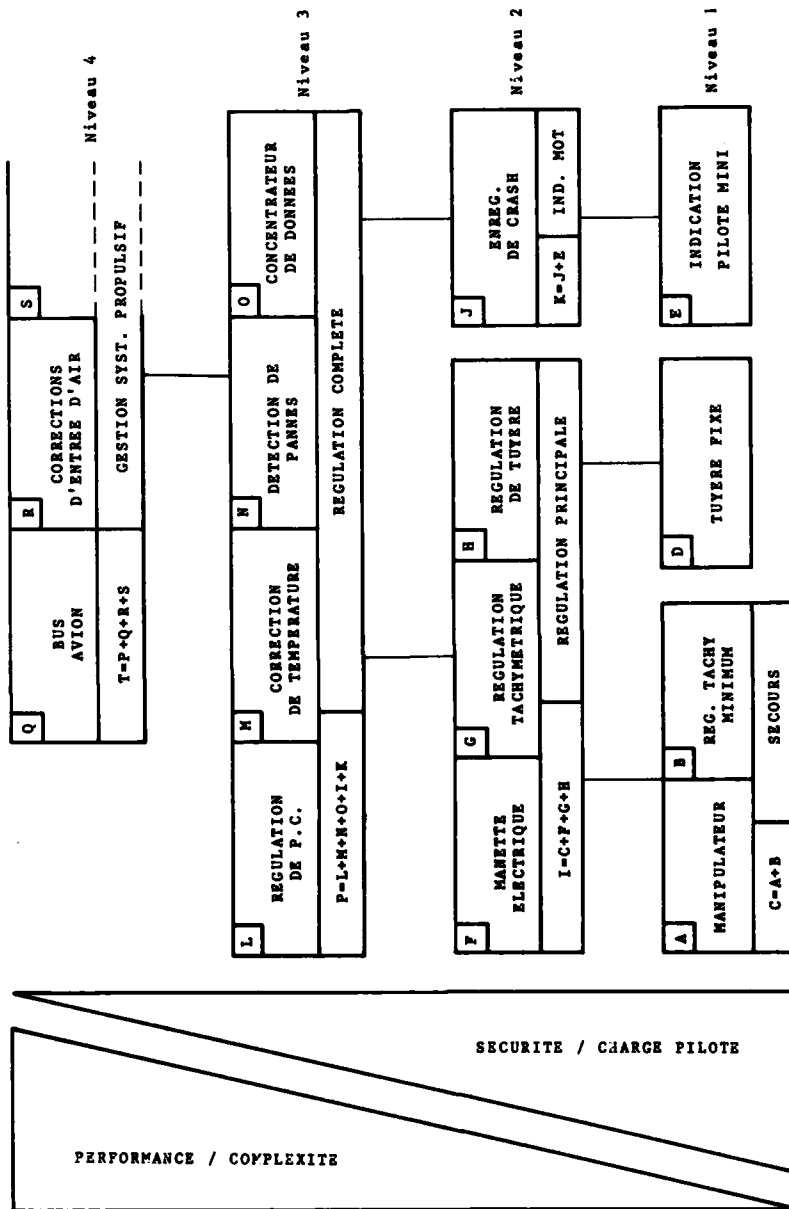 Niveau 4
Q
BUS
AVION
R
CORRECTIONS
D'ENTREE D'AIR
S
T=P+Q+R+S
GESTION SYST. PROPULSIF
Niveau 3
L
REGULATION
DE P.C.
M
CORRECTION
DE TEMPERATURE
N
DETECTION DE
PANNES
O
CONCENTRATEUR
DE DONNEES
P=L+M+N+O+I+K
REGULATION COMPLETE
Niveau 2
F
MANETTE
ELECTRIQUE
G
REGULATION
TACHYMETRIQUE
H
REGULATION
DE TUYERE
I=C+F+G+H
REGULATION PRINCIPALE
J
ENREG.
DE CRASH
K=J+E
IND. MOT
Niveau 1
A
MANIPULATEUR
B
REG. TACHY
MINIMUM
C=A+B
SECOURS
D
TUYERE FIXE
E
INDICATION
PILOTE MINI
PERFORMANCE / COMPLEXITE
SECURITE / CHARGE PILOTE